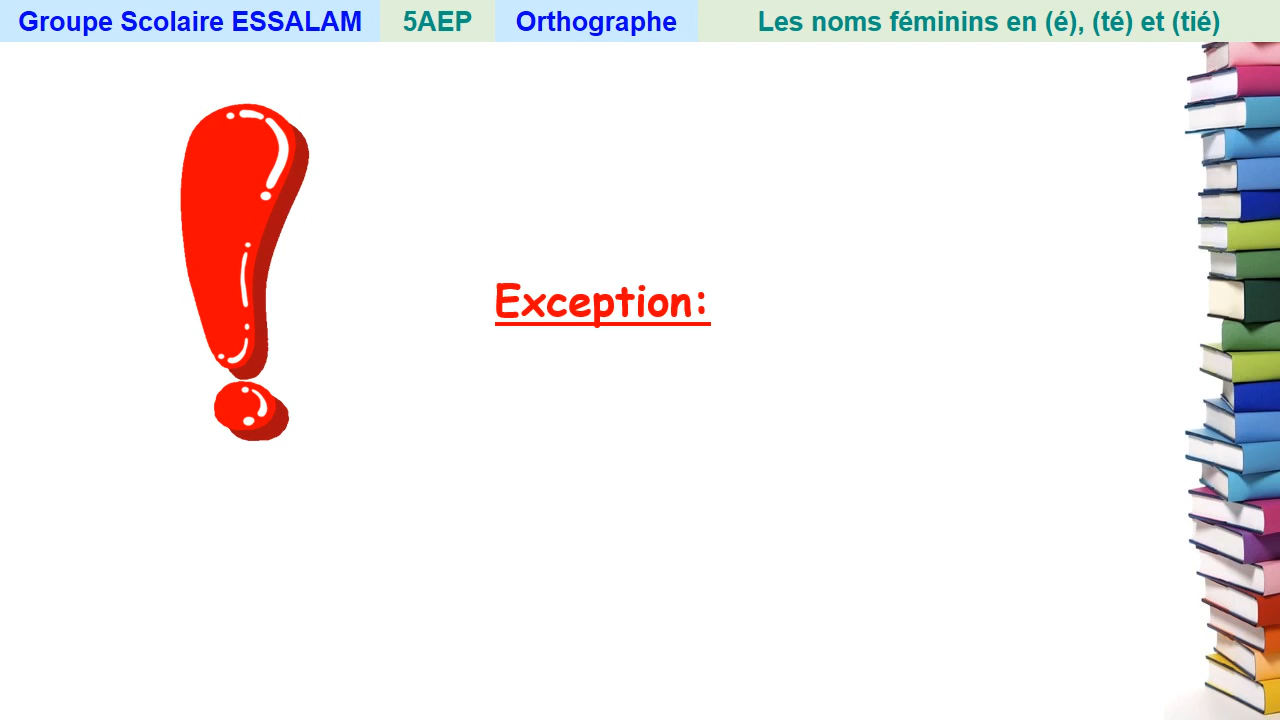 Groupe Scolaire ESSALAM 5AEP Orthographe Les noms féminins en (é), (té) et (tié)
Exception: